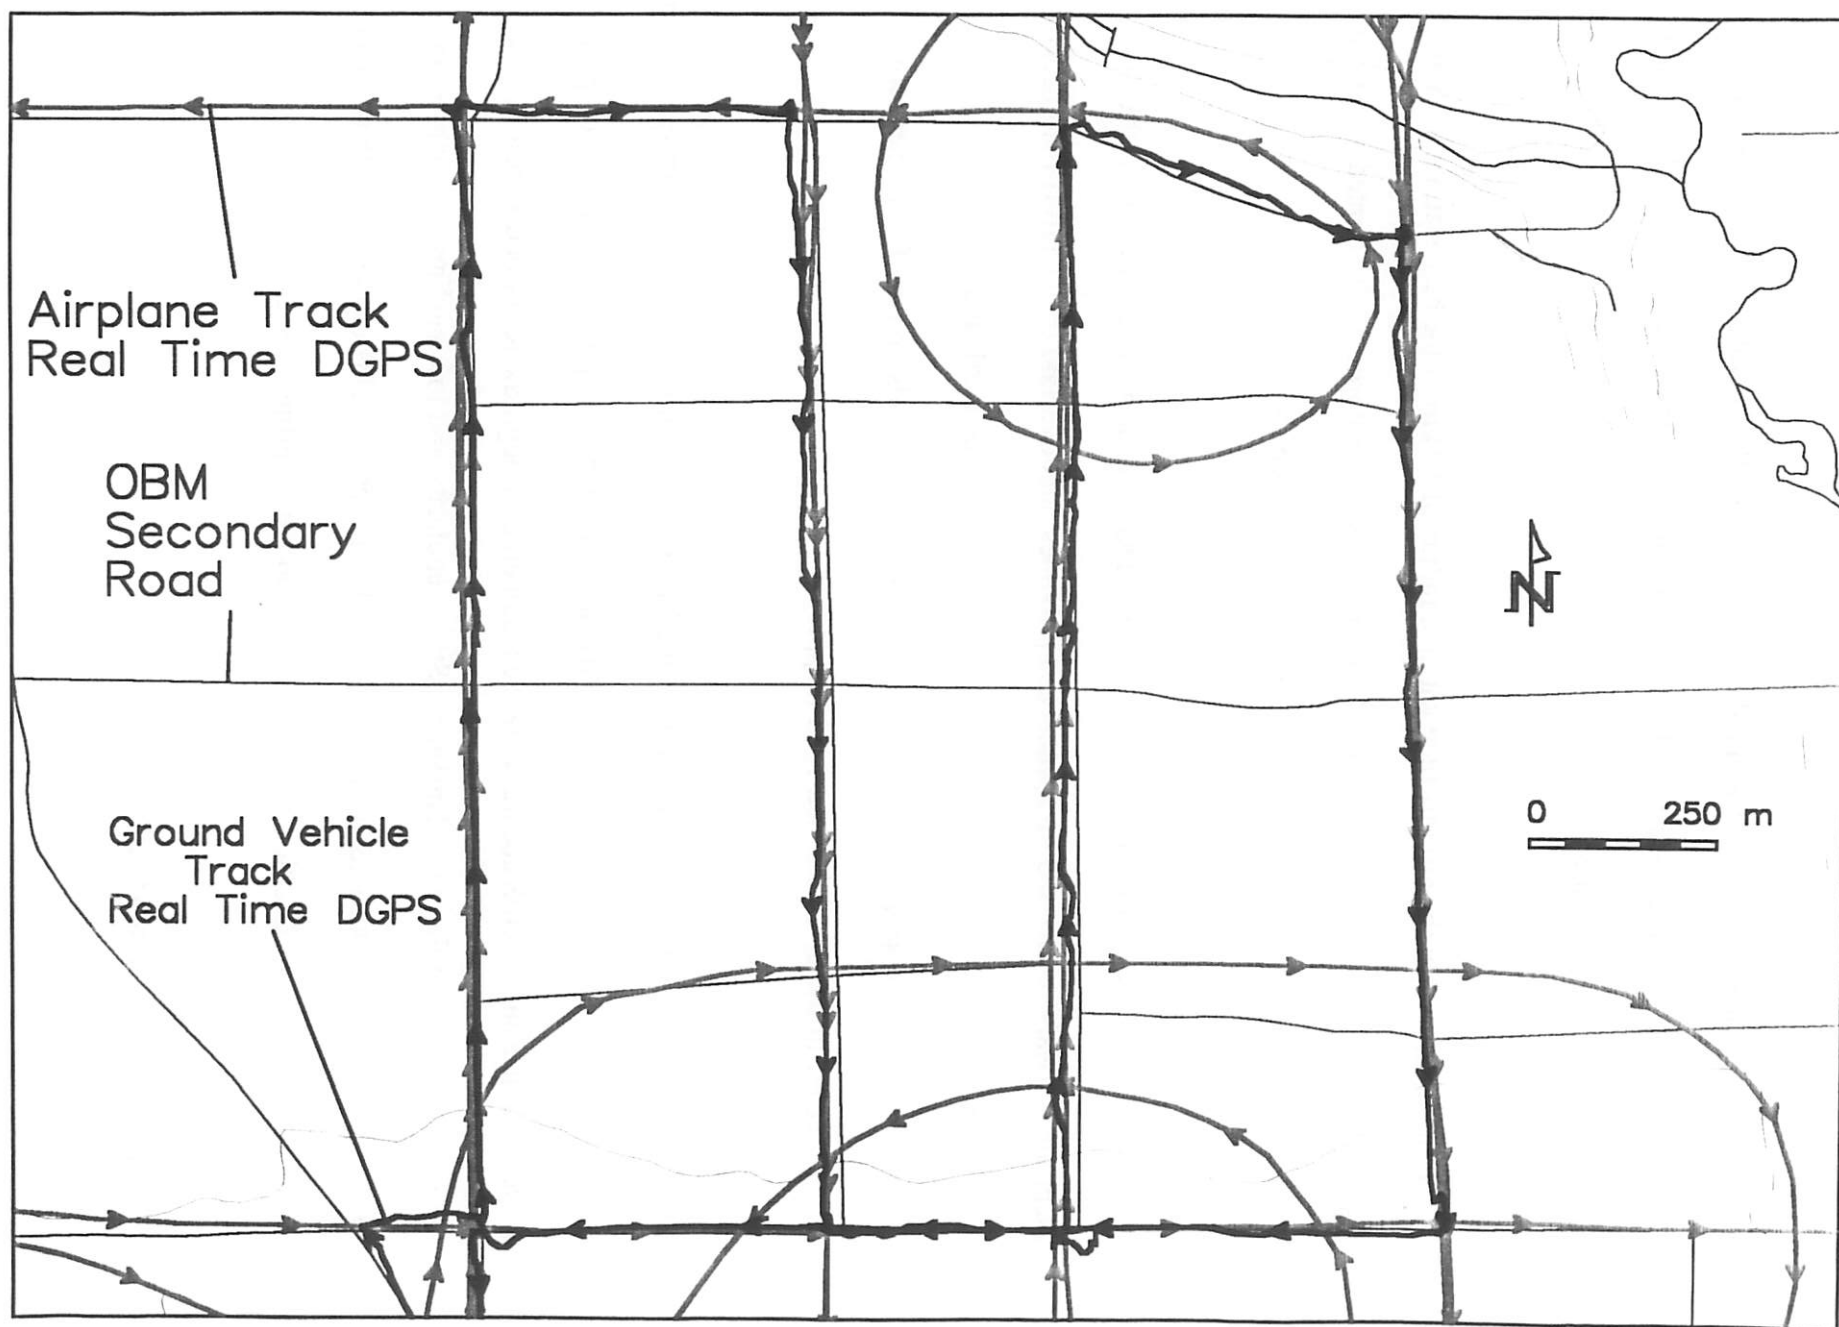 Airplane Track
Real Time DGPS
OBM
Secondary
Road
N
0 250 m
Ground Vehicle
Track
Real Time DGPS